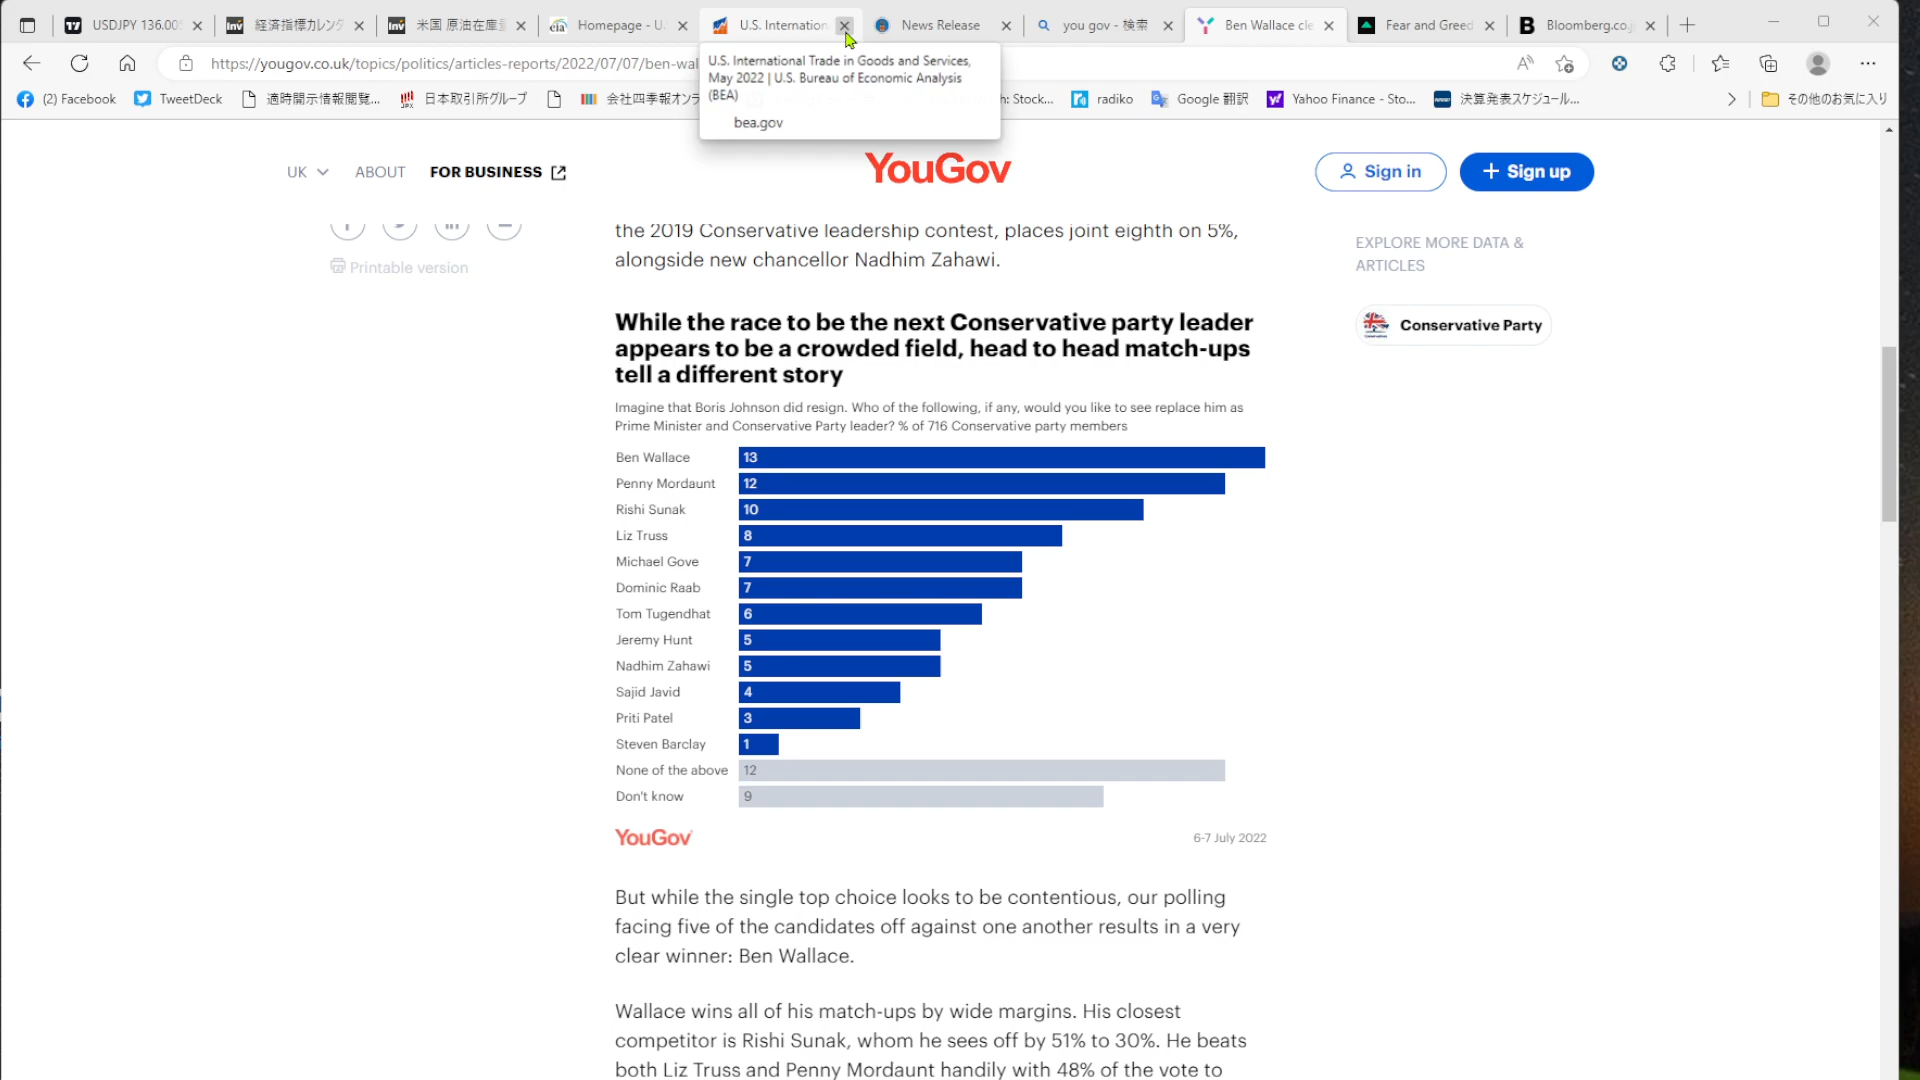 USDJPY 136.00
経済指標カレンダ
米国 原油在庫量
Homepage - U.
U.S. Internation
News Release
you gov - 検索
Ben Wallace cle
Fear and Greed
Bloomberg.co.j
https://yougov.co.uk/topics/politics/articles-reports/2022/07/07/ben-wal
U.S. International Trade in Goods and Services,
May 2022 | U.S. Bureau of Economic Analysis
(BEA)
bea.gov
(2) Facebook
TweetDeck
適時開示情報閲覧...
日本取引所グループ
会社四季報オンラ
h: Stock...
radiko
Google 翻訳
Yahoo Finance - Sto...
決算発表スケジュール...
その他のお気に入り
UK
ABOUT
FOR BUSINESS
YouGov
Sign in
Sign up
Printable version
the 2019 Conservative leadership contest, places joint eighth on 5%,
alongside new chancellor Nadhim Zahawi.
EXPLORE MORE DATA &
ARTICLES
Conservative Party
While the race to be the next Conservative party leader
appears to be a crowded field, head to head match-ups
tell a different story
Imagine that Boris Johnson did resign. Who of the following, if any, would you like to see replace him as
Prime Minister and Conservative Party leader? % of 716 Conservative party members
Ben Wallace 13
Penny Mordaunt 12
Rishi Sunak 10
Liz Truss 8
Michael Gove 7
Dominic Raab 7
Tom Tugendhat 6
Jeremy Hunt 5
Nadhim Zahawi 5
Sajid Javid 4
Priti Patel 3
Steven Barclay 1
None of the above 12
Don't know 9
YouGov
6-7 July 2022
But while the single top choice looks to be contentious, our polling
facing five of the candidates off against one another results in a very
clear winner: Ben Wallace.
Wallace wins all of his match-ups by wide margins. His closest
competitor is Rishi Sunak, whom he sees off by 51% to 30%. He beats
both Liz Truss and Penny Mordaunt handily with 48% of the vote to